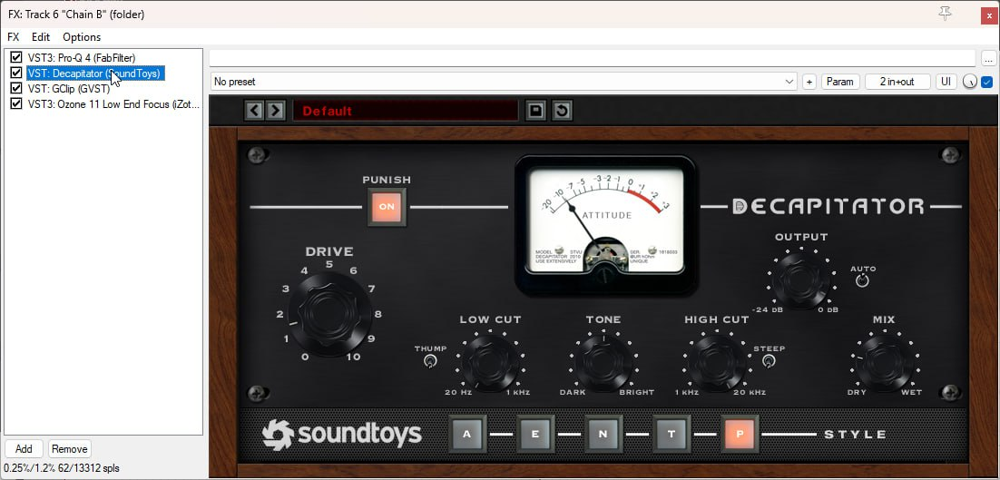 FX: Track 6 "Chain B" (folder)
FX Edit Options
VST3: Pro-Q 4 (FabFilter)
VST: Decapitator (SoundToys)
VST: GClip (GVST)
VST3: Ozone 11 Low End Focus (iZot...
...
No preset
+ Param 2 in+out UI
Default
PUNISH
ON
-20 -10 -7 -5 -3 -2 -1 0 -1 -2 -3
ATTITUDE
MODEL STVU
DECAPITATOR 2010
USE EXTENSIVELY
SER. 1818033
UNIQUE
DECAPITATOR
OUTPUT
AUTO
-24 DB 0 DB
DRIVE
0 1 2 3 4 5 6 7 8 9 10
THUMP
LOW CUT
20 HZ 1 KHZ
TONE
DARK BRIGHT
HIGH CUT
1 KHZ 20 KHZ
STEEP
MIX
DRY WET
soundtoys
A E N T P
STYLE
Add Remove
0.25%/1.2% 62/13312 spls